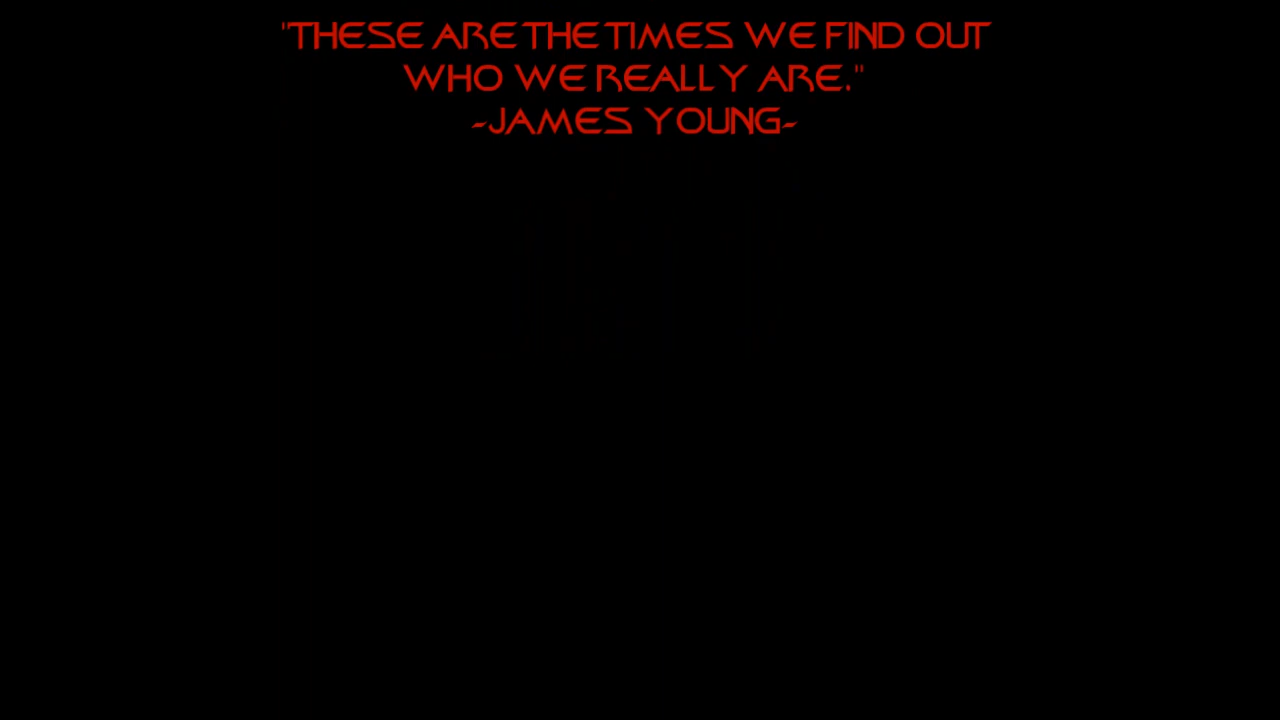 "THESE ARE THE TIMES WE FIND OUT
WHO WE REALLY ARE."
-JAMES YOUNG-